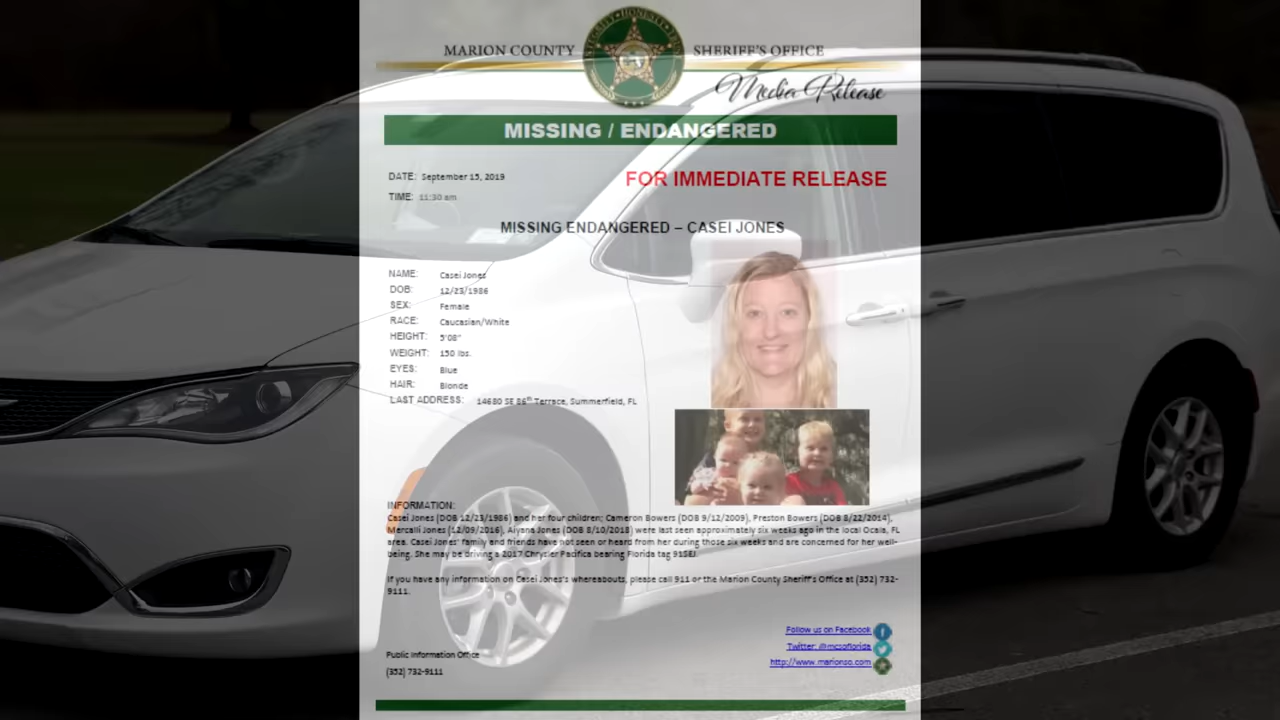 MARION COUNTY SHERIFF'S OFFICE
Media Release
MISSING / ENDANGERED
DATE: September 15, 2019
FOR IMMEDIATE RELEASE
TIME: 11:30 am
MISSING ENDANGERED – CASEI JONES
NAME: Casei Jones
DOB: 12/23/1986
SEX: Female
RACE: Caucasian/White
HEIGHT: 5'08"
WEIGHT: 150 lbs.
EYES: Blue
HAIR: Blonde
LAST ADDRESS: 14680 SE 86th Terrace, Summerfield, FL
INFORMATION:
Casei Jones (DOB 12/23/1986) and her four children; Cameron Bowers (DOB 9/12/2009), Preston Bowers (DOB 8/22/2014),
Mercalli Jones (12/09/2016), Aiyana Jones (DOB 8/10/2018) were last seen approximately six weeks ago in the local Ocala, FL
area. Casei Jones' family and friends have not seen or heard from her during those six weeks and are concerned for her well-
being. She may be driving a 2017 Chrysler Pacifica bearing Florida tag
If you have any information on Casei Jones's whereabouts, please call 911 or the Marion County Sheriff's Office at (352) 732-
9111.
Follow us on Facebook
Twitter: @mcsoflorida
http://www.marionso.com
Public Information Office
(352) 732-9111